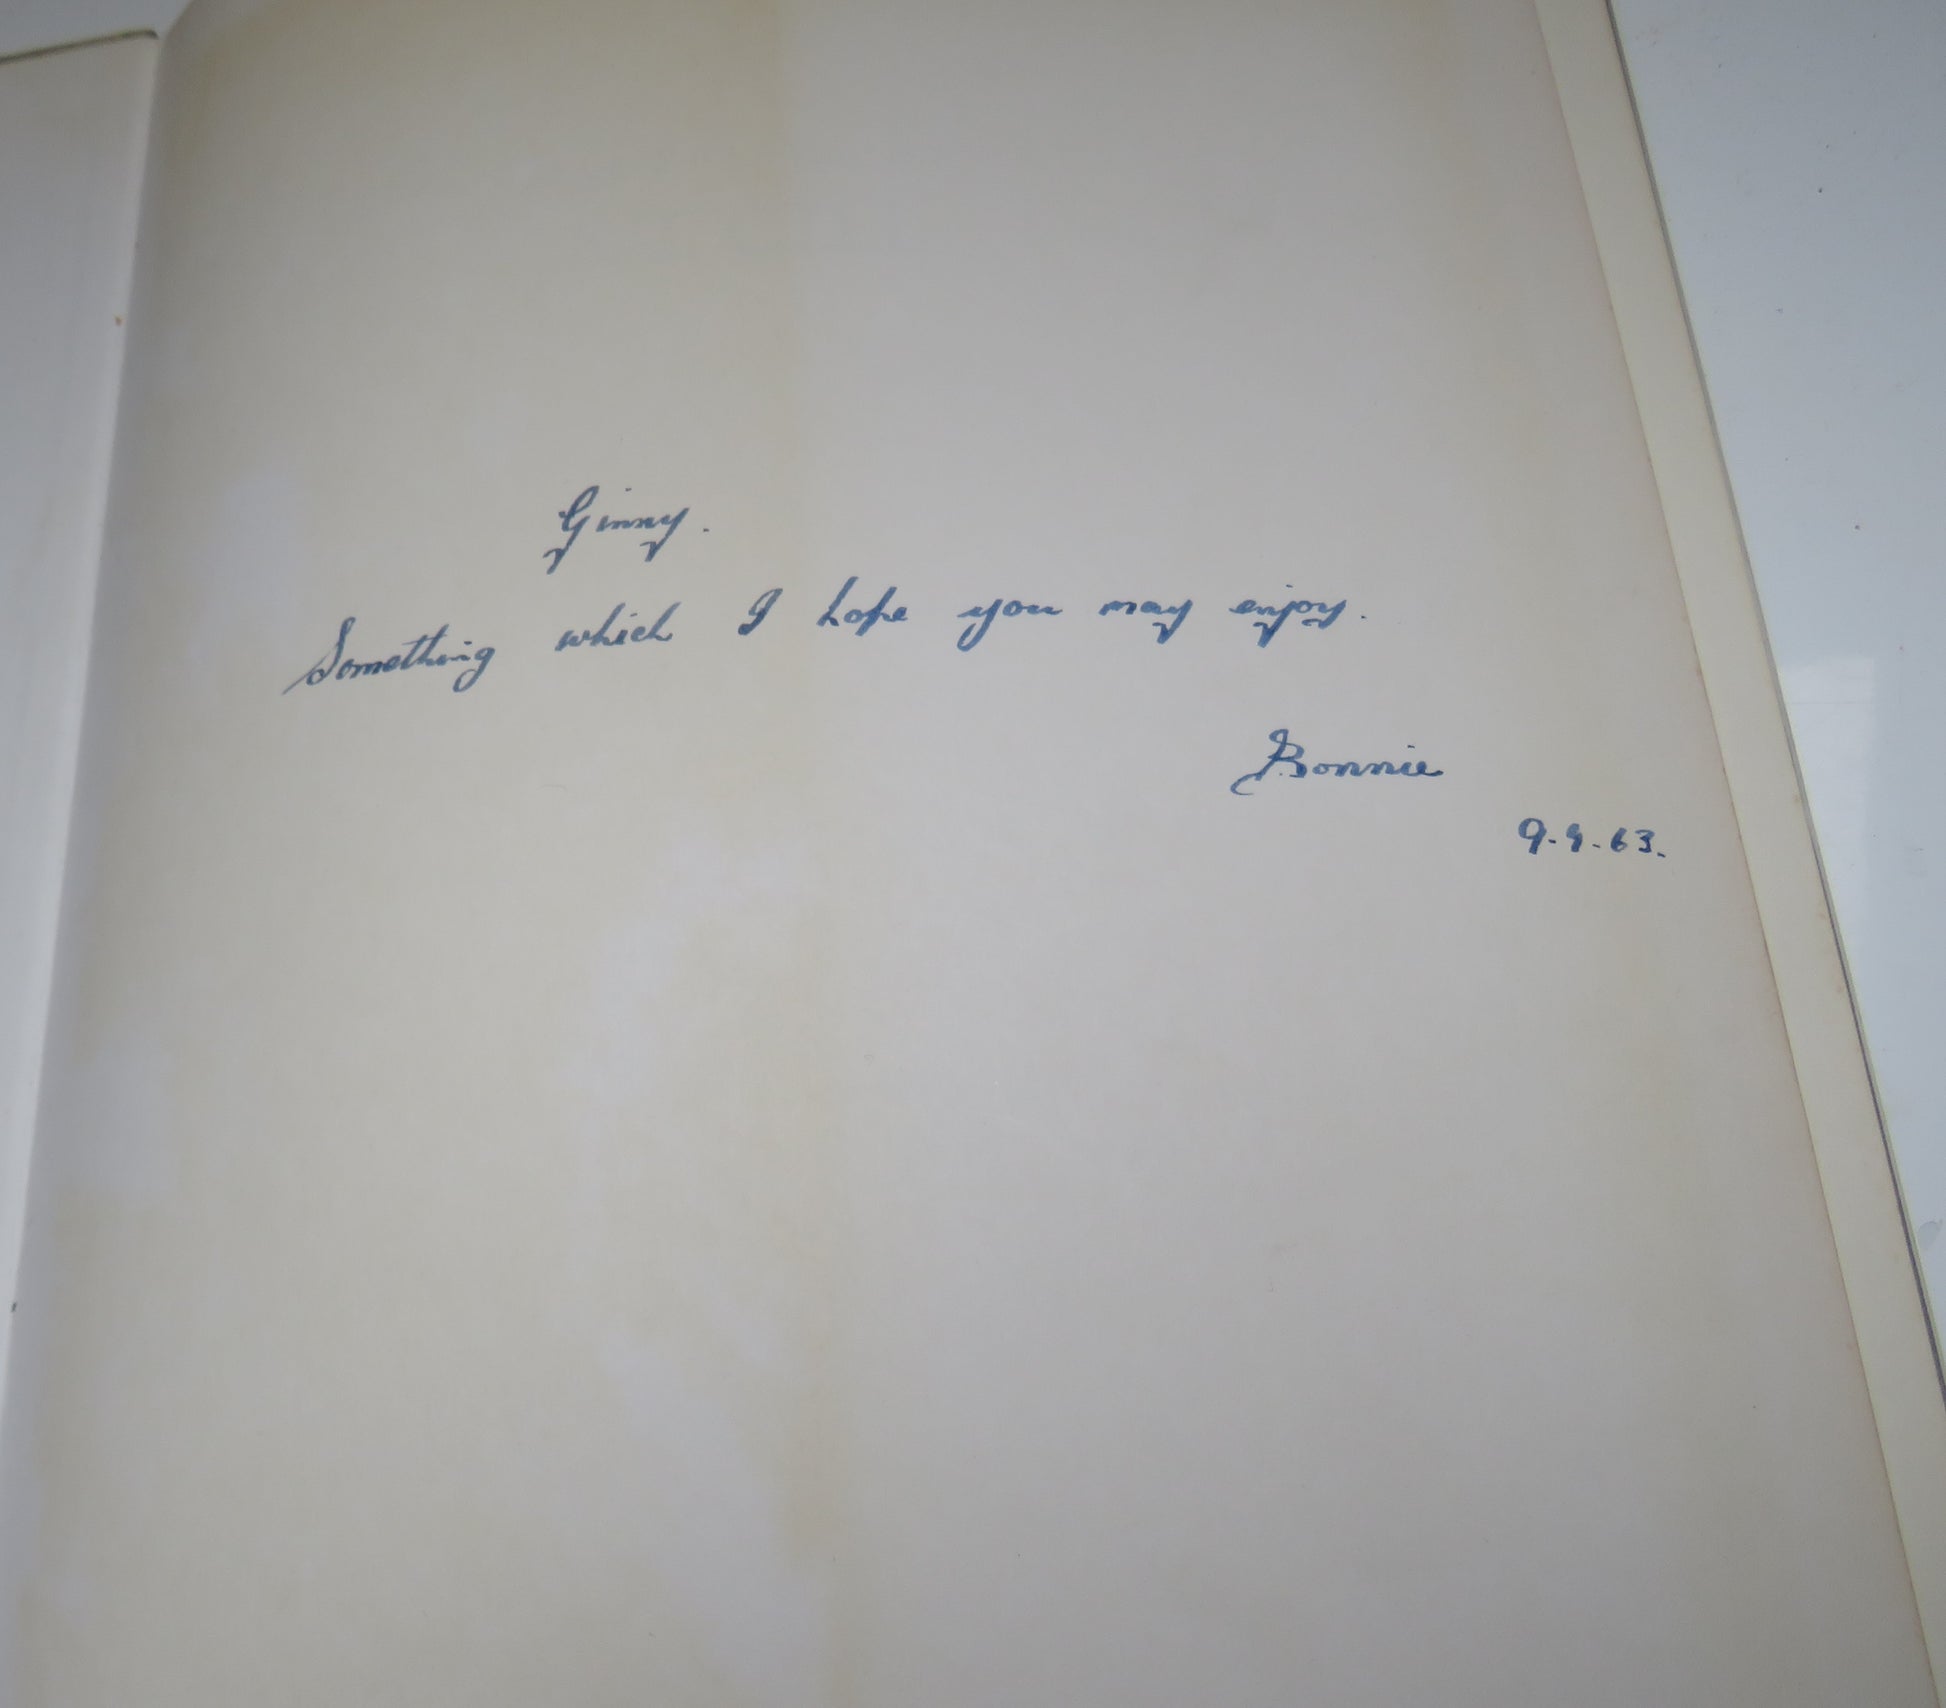 Ginny.
Something which I hope you may enjoy.
Bonnie
9.9.63.